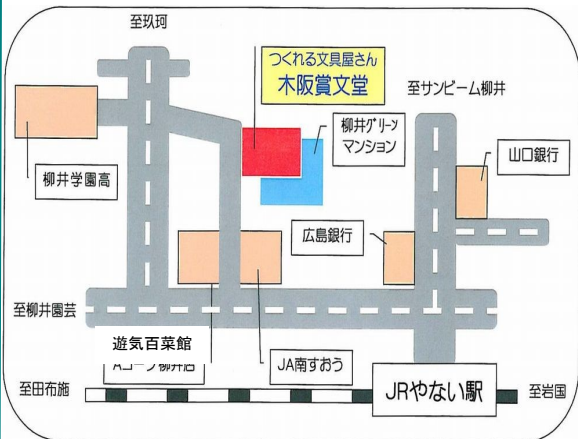 至玖珂
つくれる文具屋さん
木阪賞文堂
至サンビーム柳井
柳井グリーン
マンション
山口銀行
柳井学園高
広島銀行
至柳井園芸
遊気百菜館
JA南すおう
JRやない駅
至田布施
至岩国